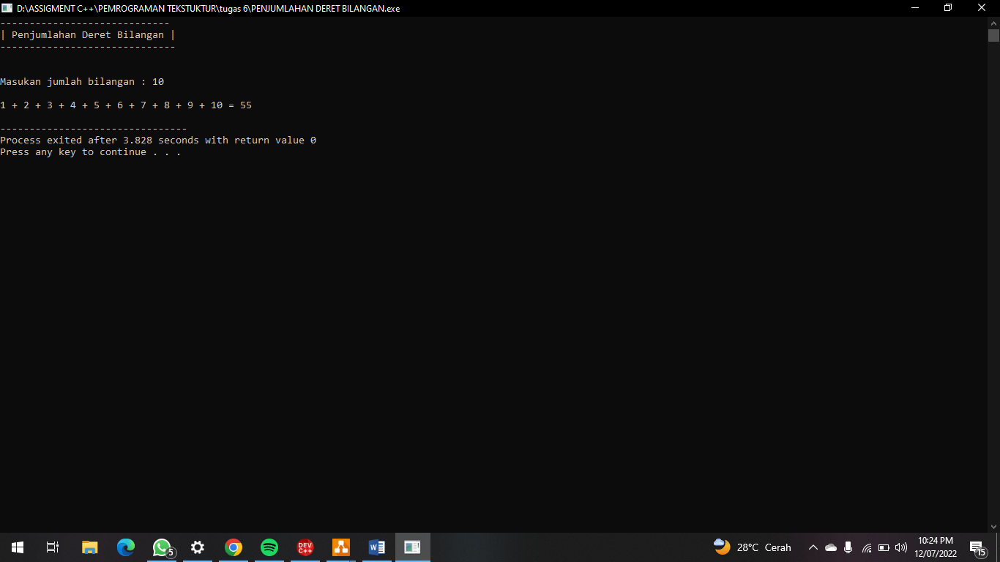 D:\ASSIGMENT C++\PEMROGRAMAN TEKSTUKTUR\tugas 6\PENJUMLAHAN DERET BILANGAN.exe
-----------------------------
| Penjumlahan Deret Bilangan |
------------------------------
Masukan jumlah bilangan : 10
1 + 2 + 3 + 4 + 5 + 6 + 7 + 8 + 9 + 10 = 55
--------------------------------
Process exited after 3.828 seconds with return value 0
Press any key to continue . . .
5
DEV
C++
W
28°C Cerah
10:24 PM
12/07/2022
15